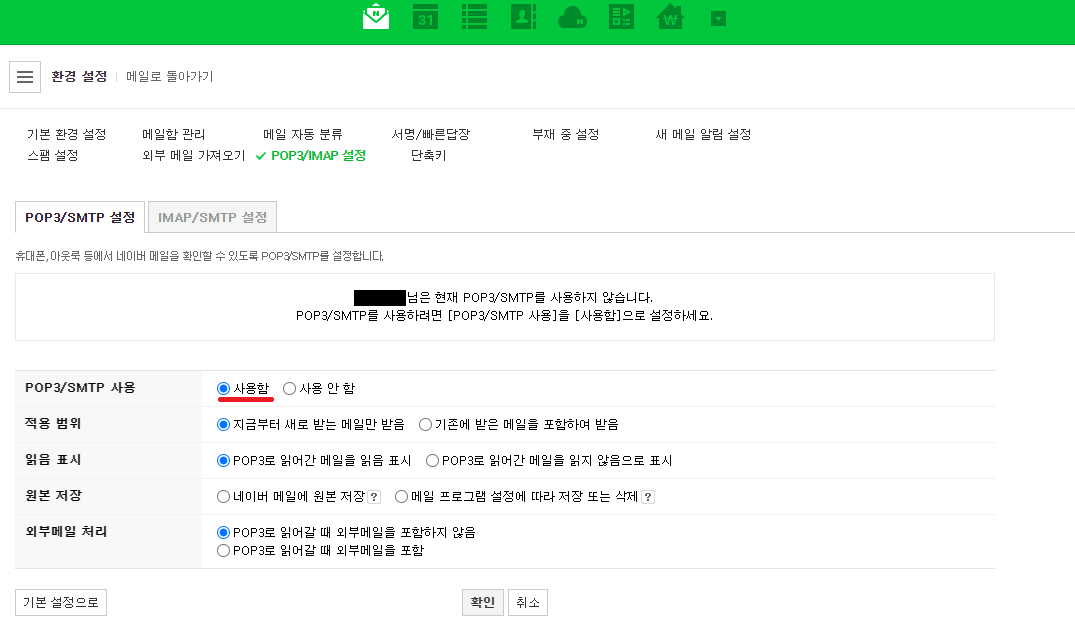 N 31 N W
환경 설정 메일로 돌아가기
기본 환경 설정 메일함 관리 메일 자동 분류 서명/빠른답장 부재 중 설정 새 메일 알림 설정
스팸 설정 외부 메일 가져오기 POP3/IMAP 설정 단축키
POP3/SMTP 설정 IMAP/SMTP 설정
휴대폰, 아웃룩 등에서 네이버 메일을 확인할 수 있도록 POP3/SMTP를 설정합니다.
님은 현재 POP3/SMTP를 사용하지 않습니다.
POP3/SMTP를 사용하려면 [POP3/SMTP 사용]을 [사용함]으로 설정하세요.
POP3/SMTP 사용 사용함 사용 안 함
적용 범위 지금부터 새로 받는 메일만 받음 기존에 받은 메일을 포함하여 받음
읽음 표시 POP3로 읽어간 메일을 읽음 표시 POP3로 읽어간 메일을 읽지 않음으로 표시
원본 저장 네이버 메일에 원본 저장 ? 메일 프로그램 설정에 따라 저장 또는 삭제 ?
외부메일 처리 POP3로 읽어갈 때 외부메일을 포함하지 않음
POP3로 읽어갈 때 외부메일을 포함
기본 설정으로 확인 취소